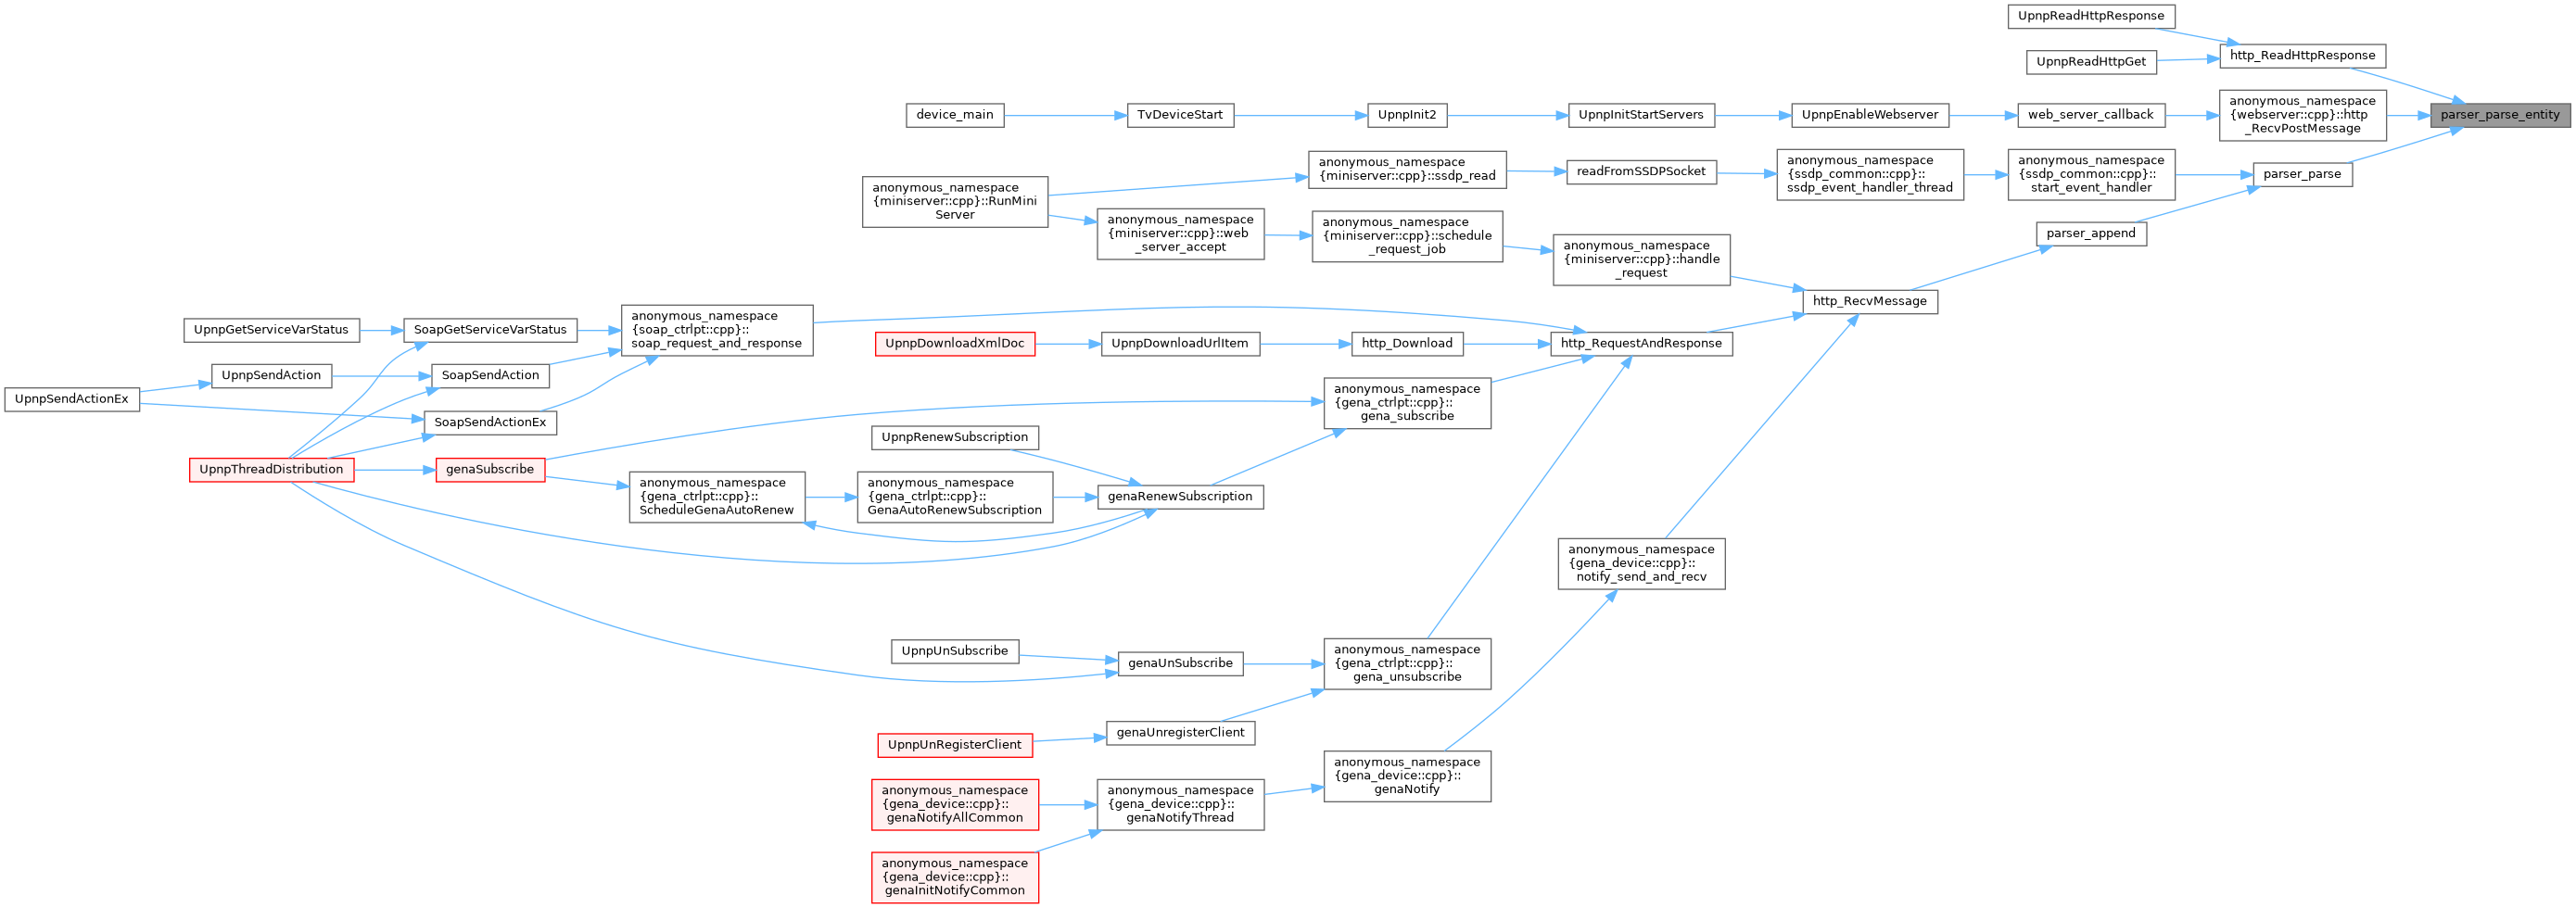 UpnpReadHttpResponse
http_ReadHttpResponse
UpnpReadHttpGet
device_main
TvDeviceStart
UpnpInit2
UpnpInitStartServers
UpnpEnableWebserver
web_server_callback
anonymous_namespace
{webserver::cpp}::http
_RecvPostMessage
parser_parse_entity
anonymous_namespace
{miniserver::cpp}::RunMini
Server
anonymous_namespace
{miniserver::cpp}::ssdp_read
readFromSSDPSocket
anonymous_namespace
{ssdp_common::cpp}::
ssdp_event_handler_thread
anonymous_namespace
{ssdp_common::cpp}::
start_event_handler
parser_parse
anonymous_namespace
{miniserver::cpp}::web
_server_accept
anonymous_namespace
{miniserver::cpp}::schedule
_request_job
anonymous_namespace
{miniserver::cpp}::handle
_request
parser_append
http_RecvMessage
UpnpGetServiceVarStatus
SoapGetServiceVarStatus
anonymous_namespace
{soap_ctrlpt::cpp}::
soap_request_and_response
UpnpDownloadXmlDoc
UpnpDownloadUrlItem
http_Download
http_RequestAndResponse
UpnpSendActionEx
UpnpSendAction
SoapSendAction
SoapSendActionEx
anonymous_namespace
{gena_ctrlpt::cpp}::
gena_subscribe
UpnpRenewSubscription
UpnpThreadDistribution
genaSubscribe
anonymous_namespace
{gena_ctrlpt::cpp}::
ScheduleGenaAutoRenew
anonymous_namespace
{gena_ctrlpt::cpp}::
GenaAutoRenewSubscription
genaRenewSubscription
anonymous_namespace
{gena_device::cpp}::
notify_send_and_recv
UpnpUnSubscribe
genaUnSubscribe
anonymous_namespace
{gena_ctrlpt::cpp}::
gena_unsubscribe
UpnpUnRegisterClient
genaUnregisterClient
anonymous_namespace
{gena_device::cpp}::
genaNotify
anonymous_namespace
{gena_device::cpp}::
genaNotifyAllCommon
anonymous_namespace
{gena_device::cpp}::
genaNotifyThread
anonymous_namespace
{gena_device::cpp}::
genaInitNotifyCommon